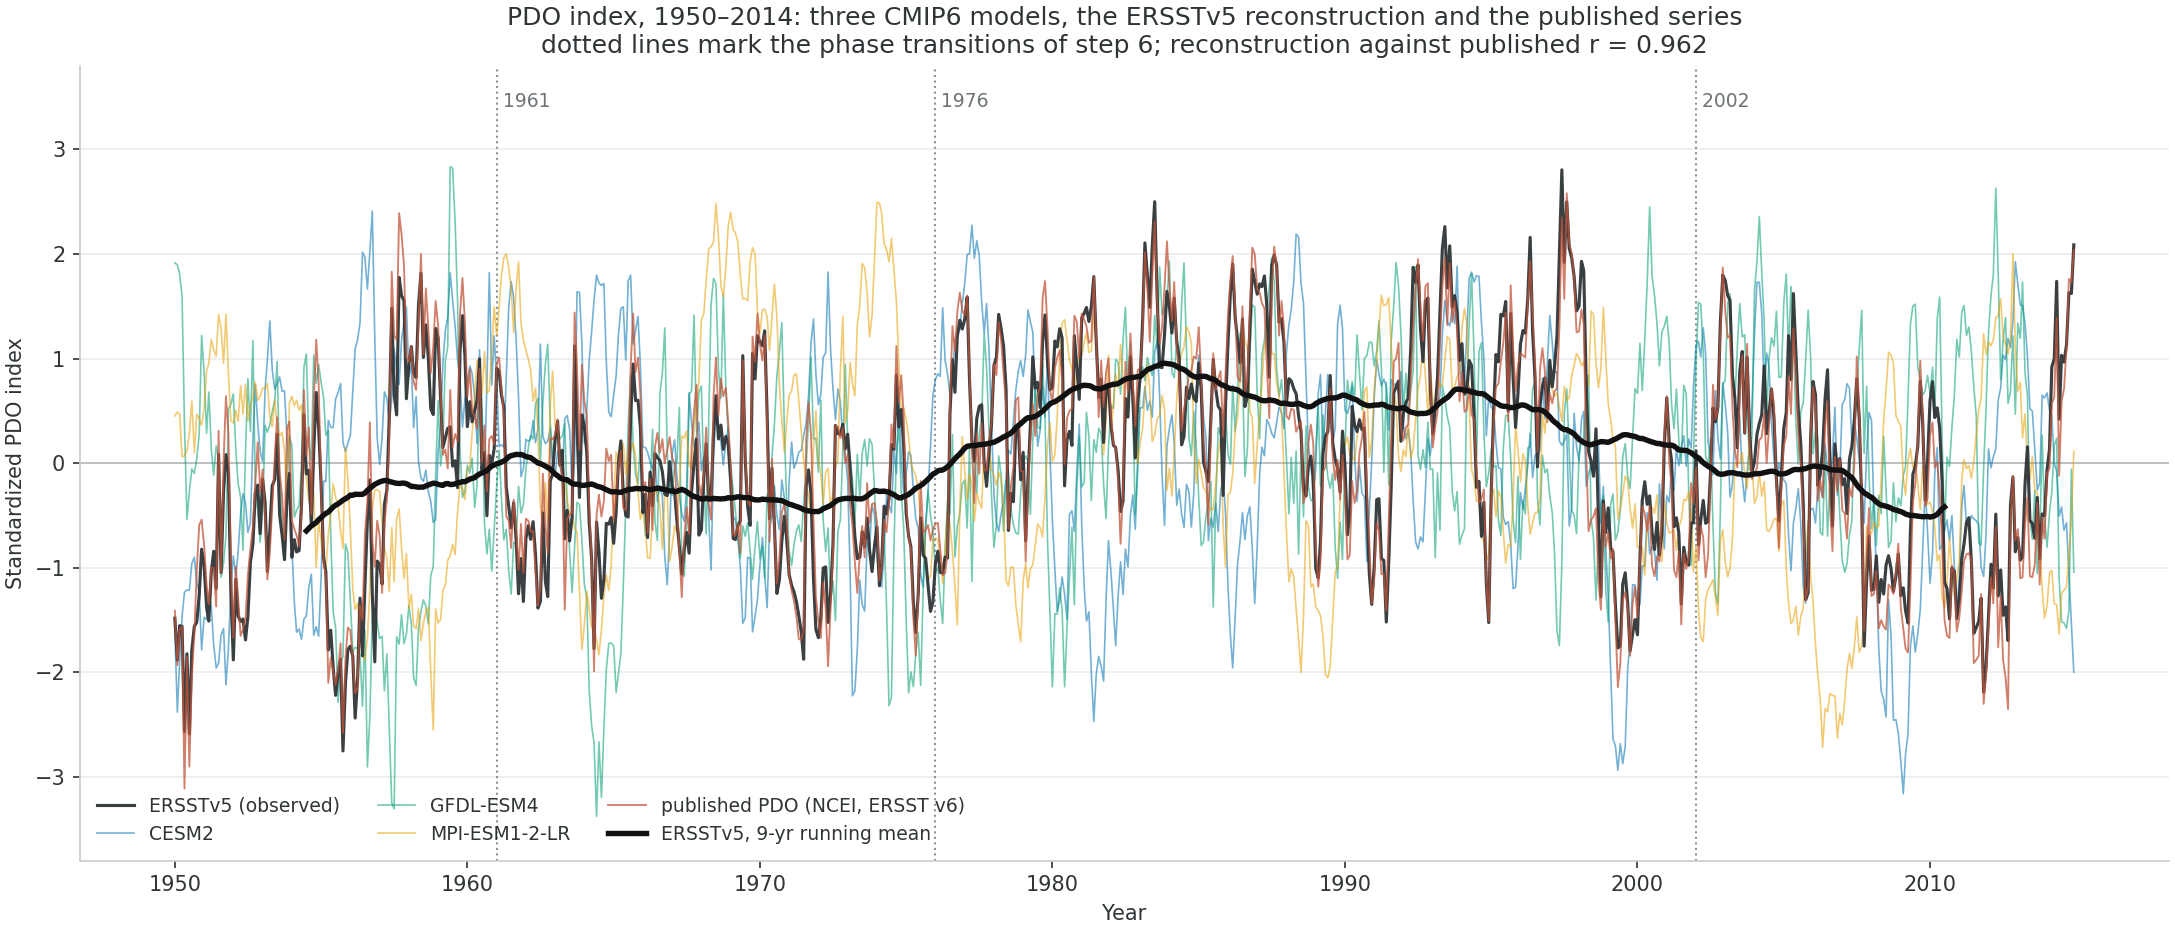 PDO index, 1950–2014: three CMIP6 models, the ERSSTv5 reconstruction and the published series
dotted lines mark the phase transitions of step 6; reconstruction against published r = 0.962
1961
1976
2002
Standardized PDO index
3
2
1
0
−1
−2
−3
ERSSTv5 (observed)
CESM2
GFDL-ESM4
MPI-ESM1-2-LR
published PDO (NCEI, ERSST v6)
ERSSTv5, 9-yr running mean
1950
1960
1970
1980
1990
2000
2010
Year